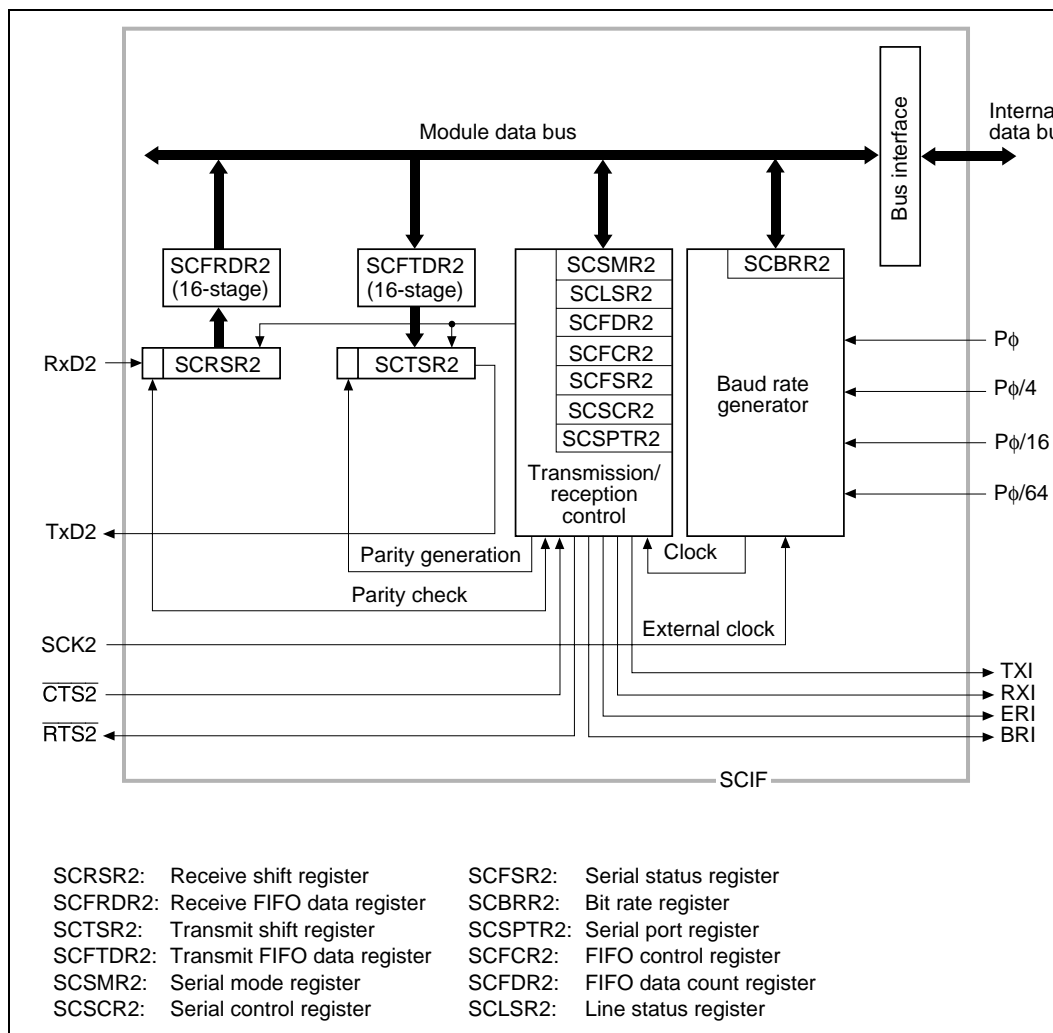 Module data bus
Bus interface
Interna
data bu
SCFRDR2
(16-stage)
SCFTDR2
(16-stage)
SCSMR2
SCLSR2
SCFDR2
SCFCR2
SCFSR2
SCSCR2
SCSPTR2
Transmission/
reception
control
SCBRR2
Baud rate
generator
RxD2
SCRSR2
SCTSR2
Pϕ
Pϕ/4
Pϕ/16
Pϕ/64
TxD2
Parity generation
Clock
Parity check
SCK2
External clock
CTS2
RTS2
TXI
RXI
ERI
BRI
SCIF
SCRSR2: Receive shift register
SCFRDR2: Receive FIFO data register
SCTSR2: Transmit shift register
SCFTDR2: Transmit FIFO data register
SCSMR2: Serial mode register
SCSCR2: Serial control register
SCFSR2: Serial status register
SCBRR2: Bit rate register
SCSPTR2: Serial port register
SCFCR2: FIFO control register
SCFDR2: FIFO data count register
SCLSR2: Line status register